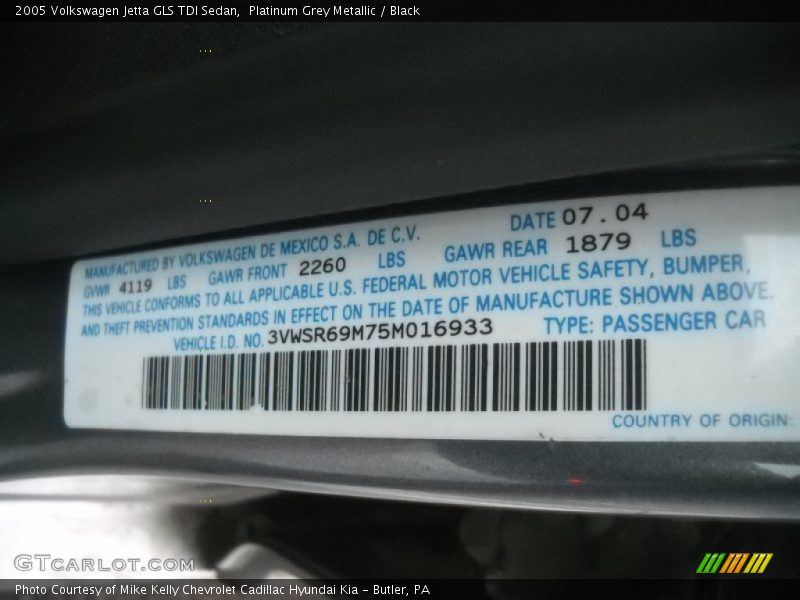 2005 Volkswagen Jetta GLS TDI Sedan,  Platinum Grey Metallic / Black
MANUFACTURED BY VOLKSWAGEN DE MEXICO S.A. DE C.V. DATE 07.04
GVWR 4119 LBS GAWR FRONT 2260 LBS GAWR REAR 1879 LBS
THIS VEHICLE CONFORMS TO ALL APPLICABLE U.S. FEDERAL MOTOR VEHICLE SAFETY, BUMPER,
AND THEFT PREVENTION STANDARDS IN EFFECT ON THE DATE OF MANUFACTURE SHOWN ABOVE.
VEHICLE I.D. NO. 3VWSR69M75M016933 TYPE: PASSENGER CAR
COUNTRY OF ORIGIN:
GTCARLOT.COM
Photo Courtesy of Mike Kelly Chevrolet Cadillac Hyundai Kia - Butler, PA